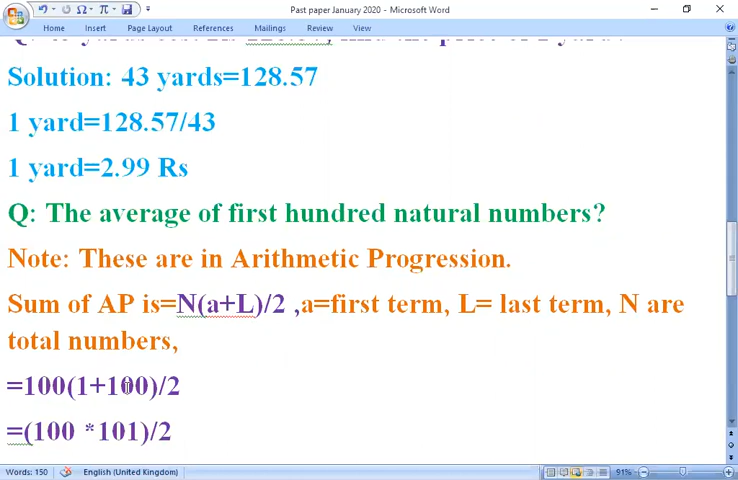 Past paper January 2020 - Microsoft Word
Home Insert Page Layout References Mailings Review View
Solution: 43 yards=128.57
1 yard=128.57/43
1 yard=2.99 Rs
Q: The average of first hundred natural numbers?
Note: These are in Arithmetic Progression.
Sum of AP is=N(a+L)/2 ,a=first term, L= last term, N are
total numbers,
=100(1+100)/2
=(100 *101)/2
Words: 150 English (United Kingdom) 91%